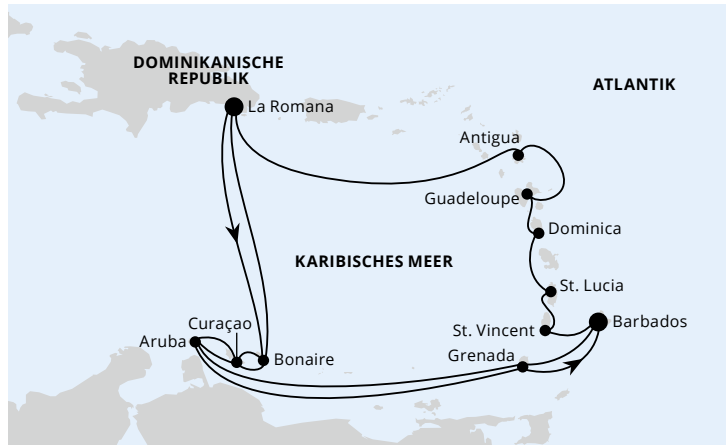 DOMINIKANISCHE
REPUBLIK
ATLANTIK
La Romana
Antigua
Guadeloupe
Dominica
KARIBISCHES MEER
St. Lucia
Curaçao
St. Vincent
Barbados
Aruba
Bonaire
Grenada